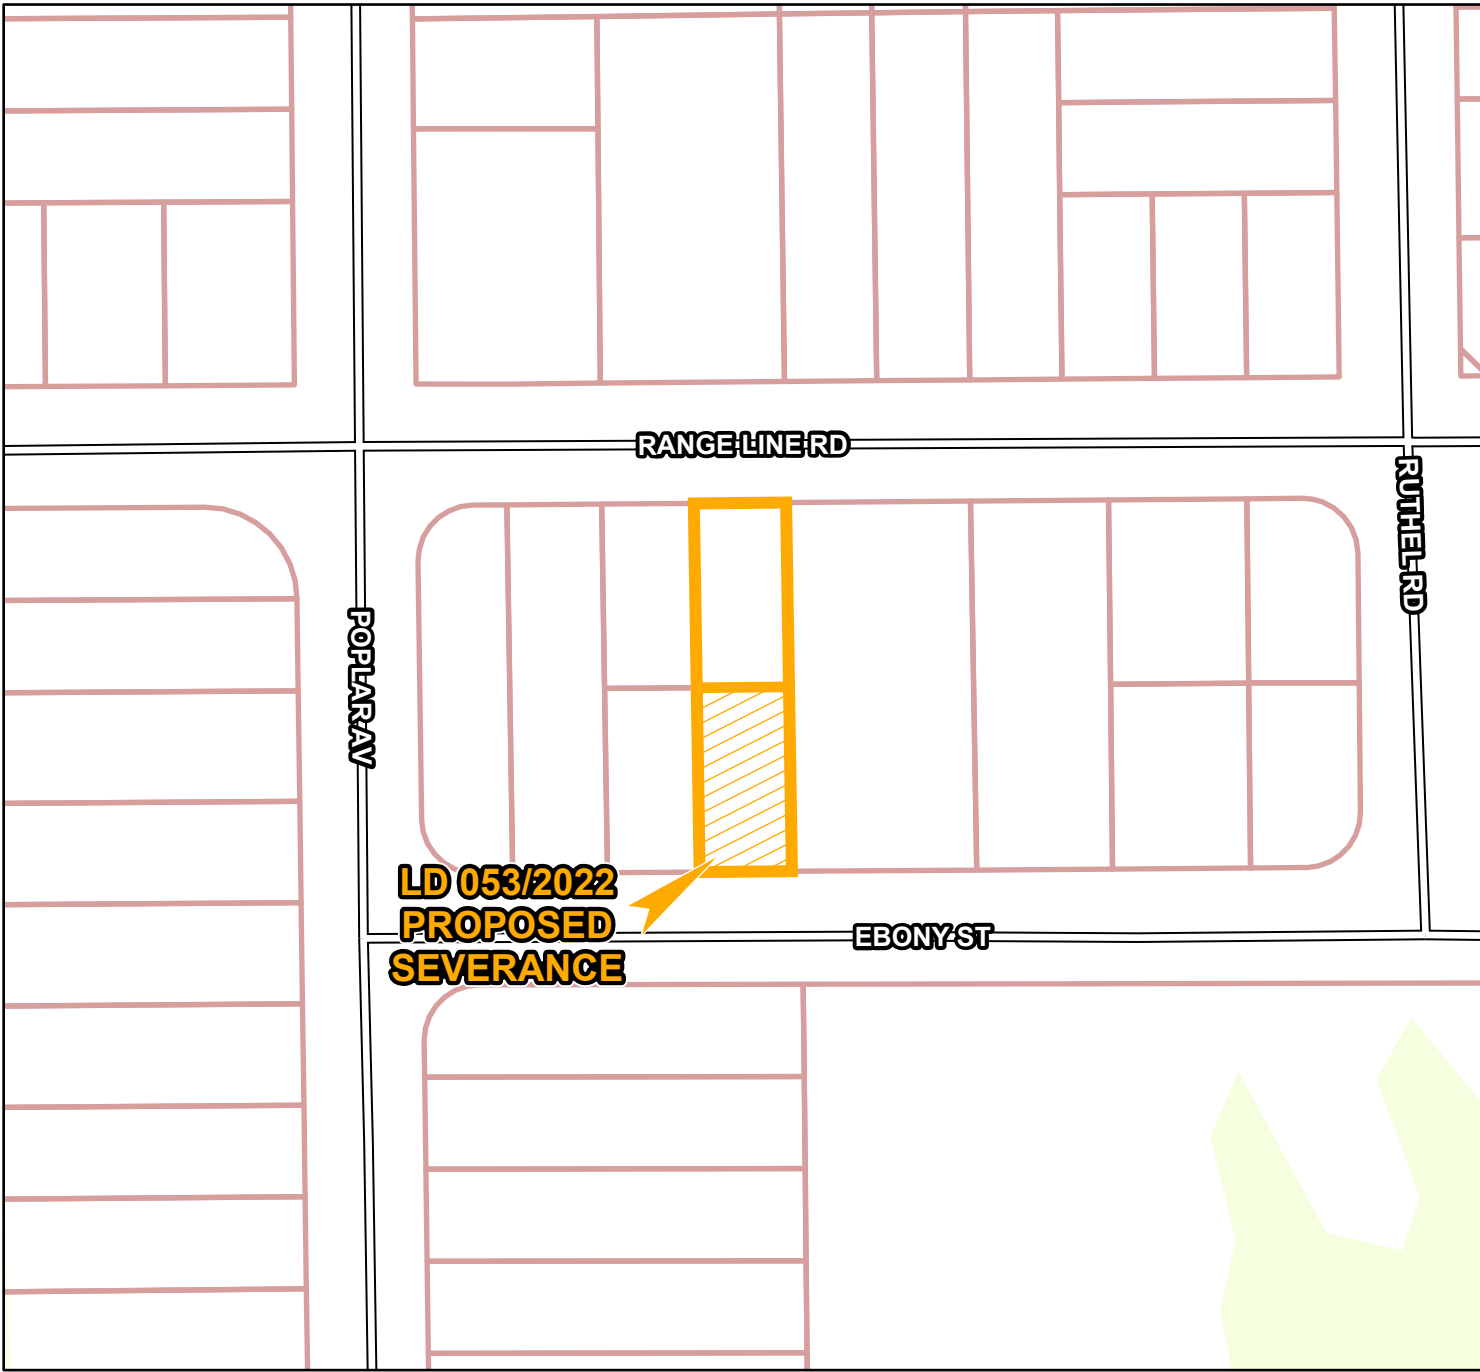 RANGE LINE RD
RUTHEL RD
POPLAR AV
LD 053/2022
PROPOSED
SEVERANCE
EBONY ST